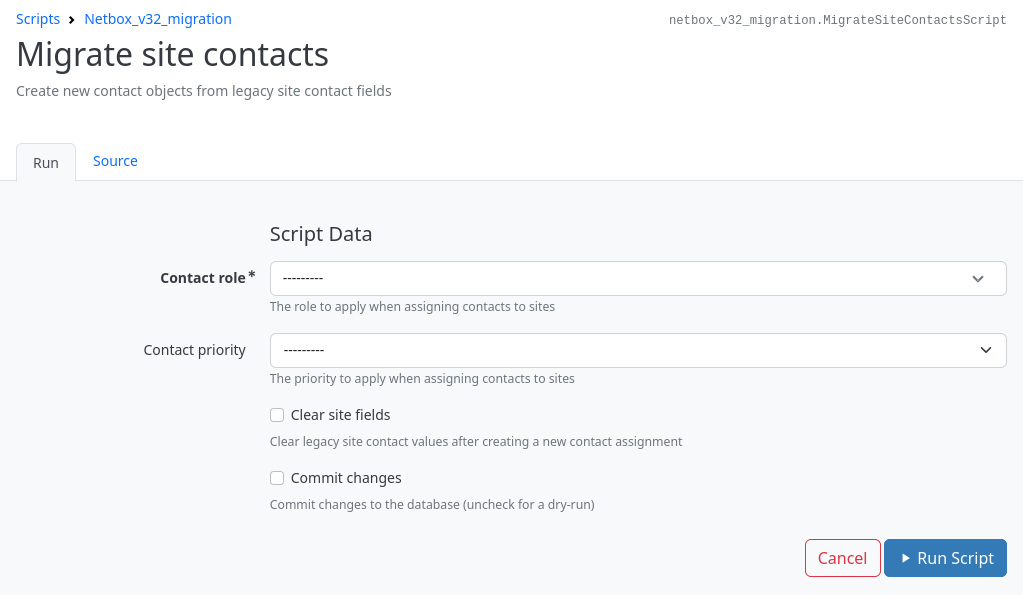 Scripts > Netbox_v32_migration
netbox_v32_migration.MigrateSiteContactsScript
Migrate site contacts
Create new contact objects from legacy site contact fields
Run
Source
Script Data
Contact role*
---------
The role to apply when assigning contacts to sites
Contact priority
---------
The priority to apply when assigning contacts to sites
Clear site fields
Clear legacy site contact values after creating a new contact assignment
Commit changes
Commit changes to the database (uncheck for a dry-run)
Cancel
Run Script